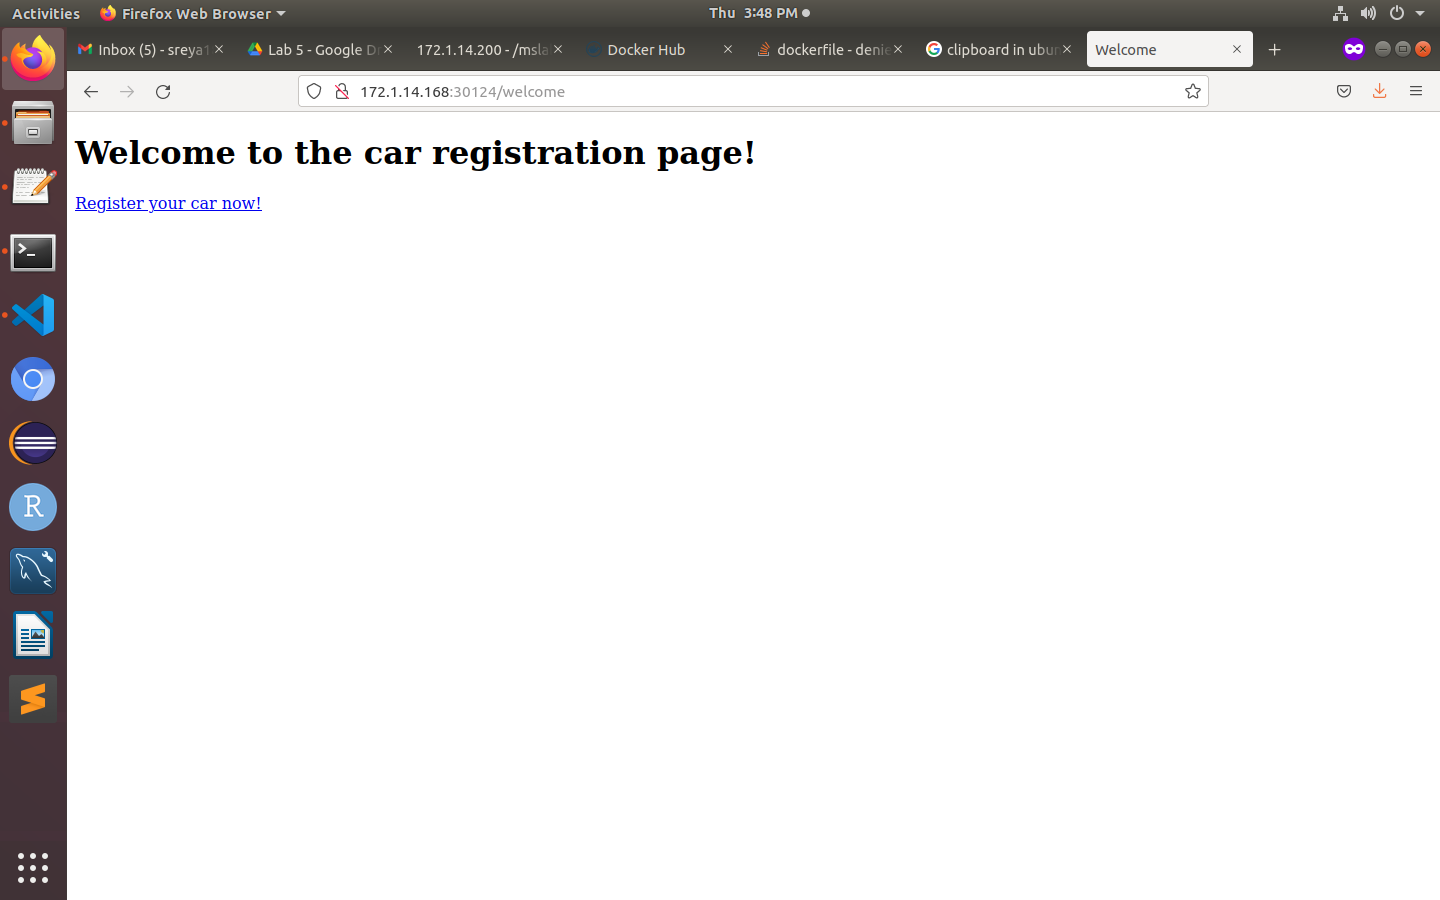 Activities Firefox Web Browser Thu 3:48 PM
Inbox (5) - sreya1 Lab 5 - Google Dr 172.1.14.200 - /msla Docker Hub dockerfile - denie clipboard in ubun Welcome
172.1.14.168:30124/welcome
Welcome to the car registration page!
Register your car now!
R